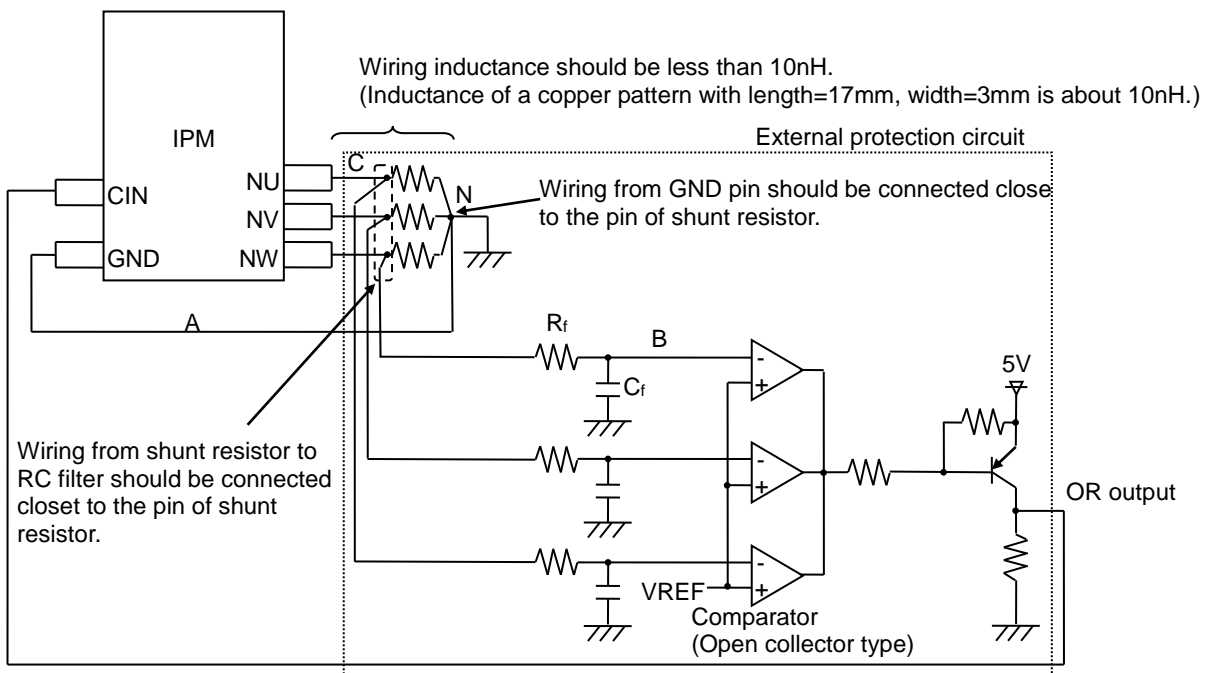 Wiring inductance should be less than 10nH.
(Inductance of a copper pattern with length=17mm, width=3mm is about 10nH.)
External protection circuit
IPM
C
NU
CIN
N
Wiring from GND pin should be connected close
to the pin of shunt resistor.
NV
GND
NW
A
Rf
B
-
+
5V
Cf
Wiring from shunt resistor to
RC filter should be connected
closet to the pin of shunt
resistor.
-
+
OR output
-
VREF
+
Comparator
(Open collector type)